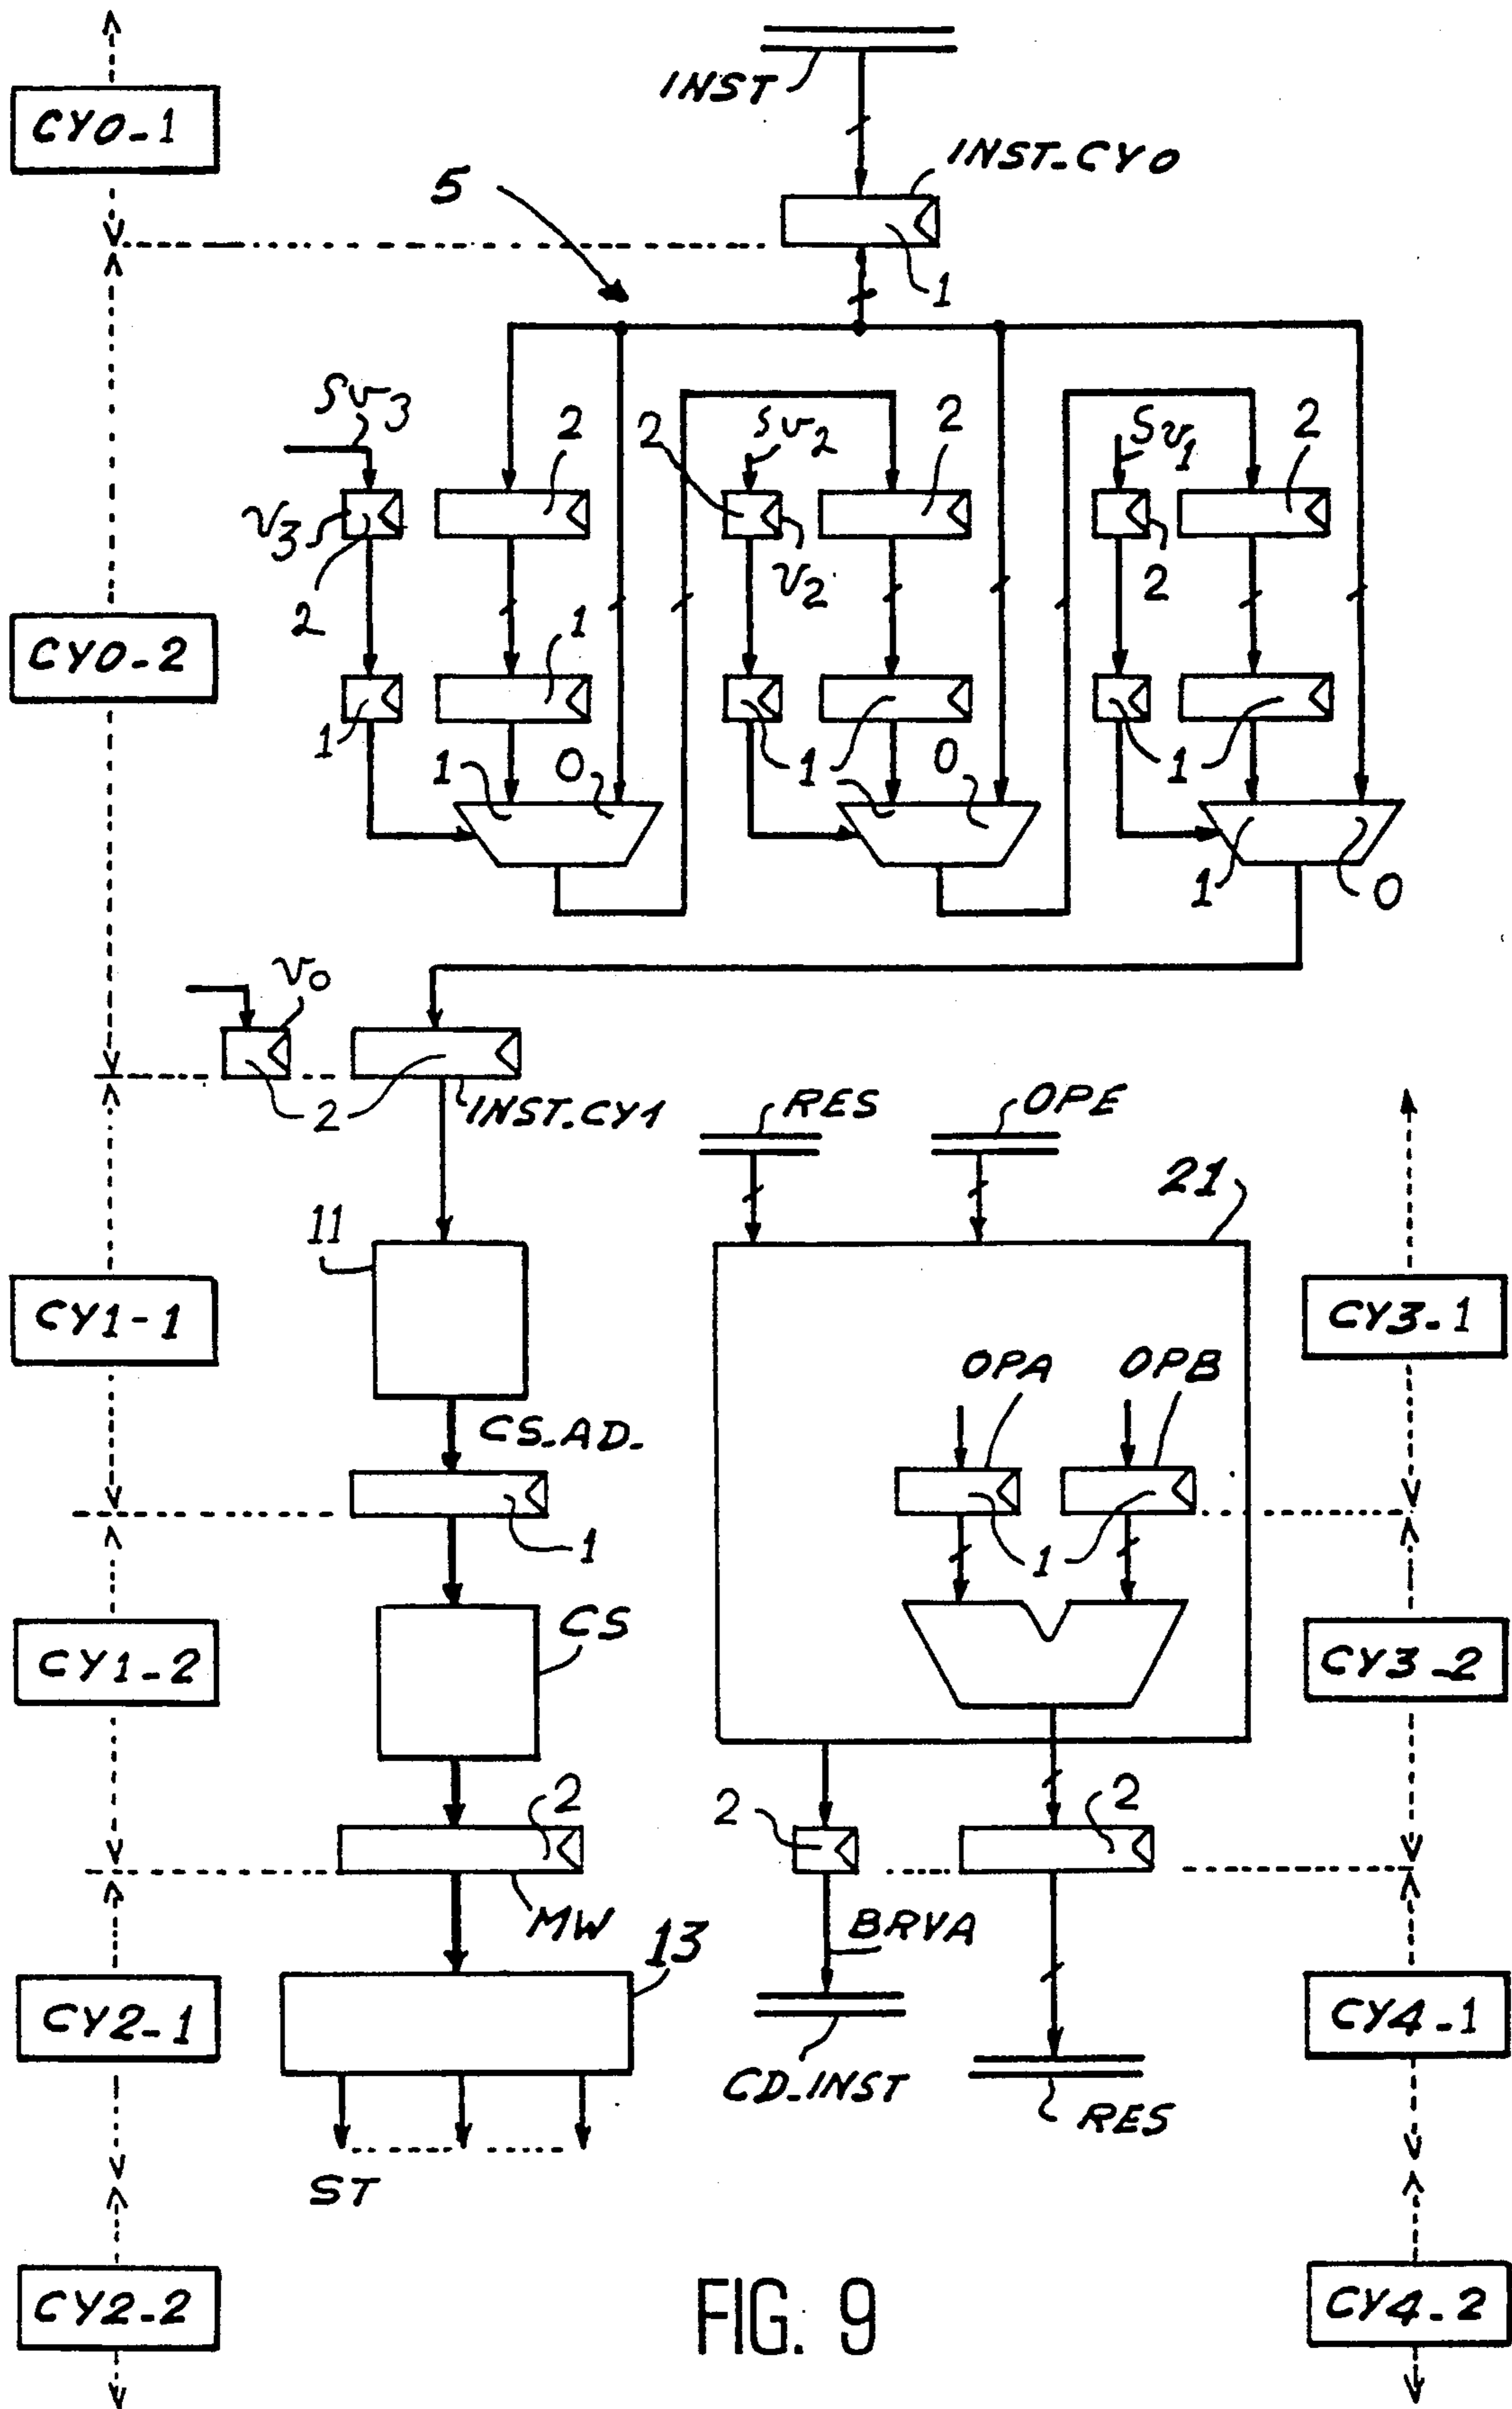 INST
CY0-1
INST-CY0
5
1
Sv3
2
2
Sv2
2
Sv1
2
v3
2
2
v2
2
1
CY0-2
1
1
0
1
0
1
1
0
1
v0
2
INST-CY1
RES
OPE
21
11
CY1-1
CY3-1
OPA
OPB
CS-AD-
1
1
CS
CY1-2
CY3-2
2
2
2
MW
BRVA
13
CY2-1
CY4-1
CD-INST
RES
ST
CY2-2
FIG. 9
CY4-2